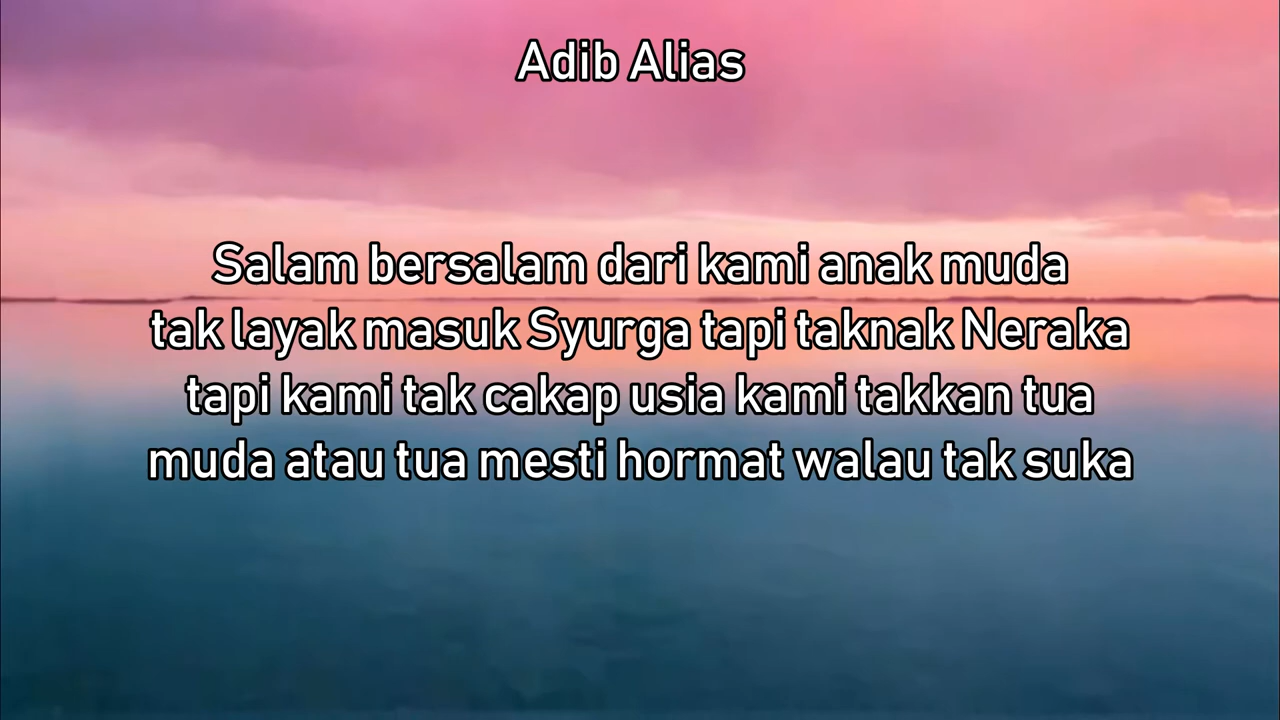 Adib Alias
Salam bersalam dari kami anak muda
tak layak masuk Syurga tapi taknak Neraka
tapi kami tak cakap usia kami takkan tua
muda atau tua mesti hormat walau tak suka